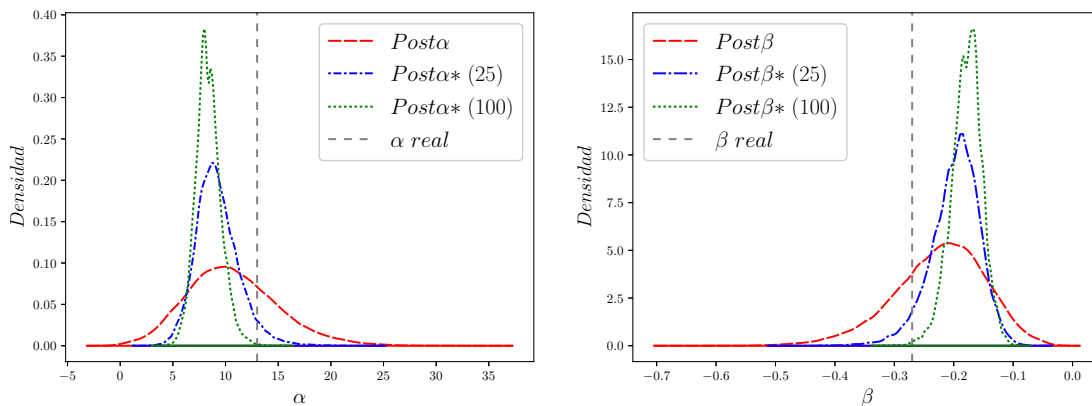 0.40
0.35
0.30
0.25
0.20
0.15
0.10
0.05
0.00
Densidad
−5 0 5 10 15 20 25 30 35
α
Postα
Postα* (25)
Postα* (100)
α real
15.0
12.5
10.0
7.5
5.0
2.5
0.0
Densidad
−0.7 −0.6 −0.5 −0.4 −0.3 −0.2 −0.1 0.0
β
Postβ
Postβ* (25)
Postβ* (100)
β real